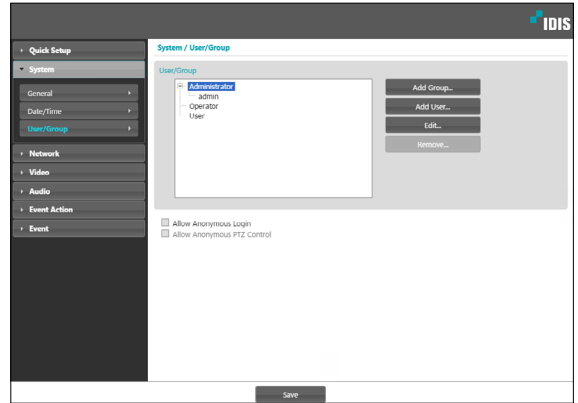 IDIS
Quick Setup
System
General
Date/Time
User/Group
Network
Video
Audio
Event Action
Event
System / User/Group
User/Group
Administrator
admin
Operator
User
Add Group...
Add User...
Edit...
Remove...
Allow Anonymous Login
Allow Anonymous PTZ Control
Save